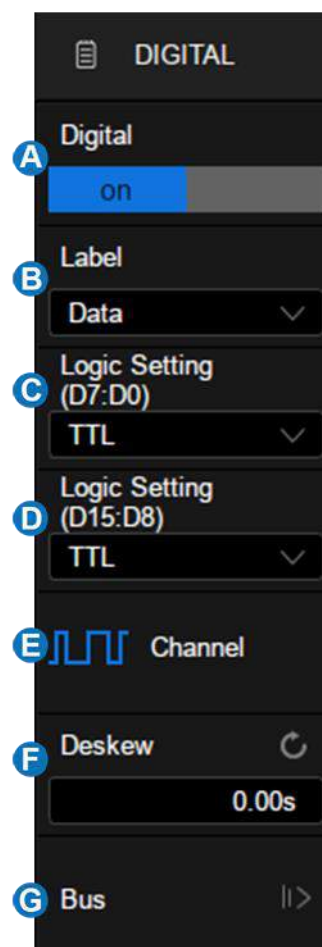 DIGITAL
Digital
A
on
Label
B
Data
Logic Setting
C
(D7:D0)
TTL
Logic Setting
D
(D15:D8)
TTL
E
Channel
Deskew
F
0.00s
G
Bus